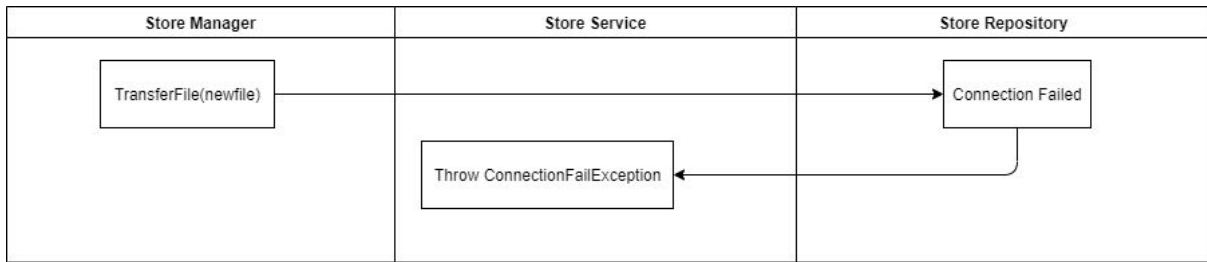 Store Manager
Store Service
Store Repository
TransferFile(newfile)
Connection Failed
Throw ConnectionFailException